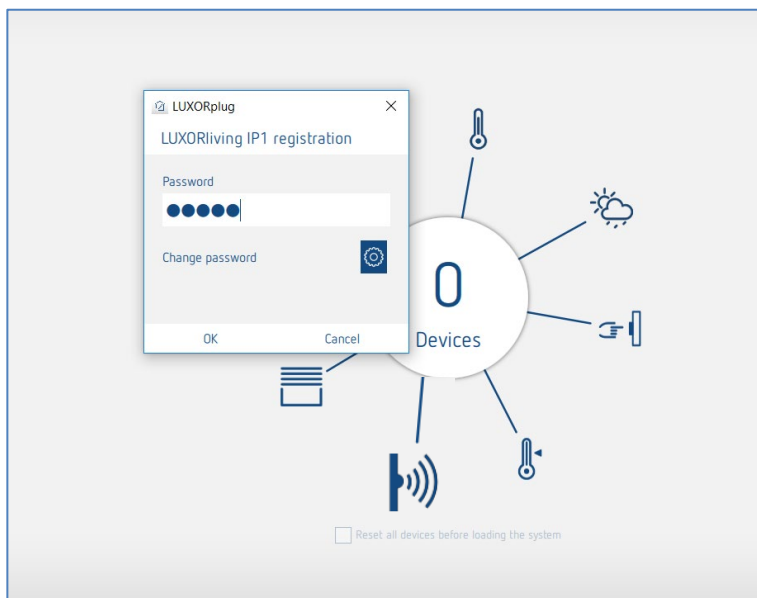 LUXORplug
LUXORliving IP1 registration
Password
Change password
OK Cancel
0
Devices
Reset all devices before loading the system